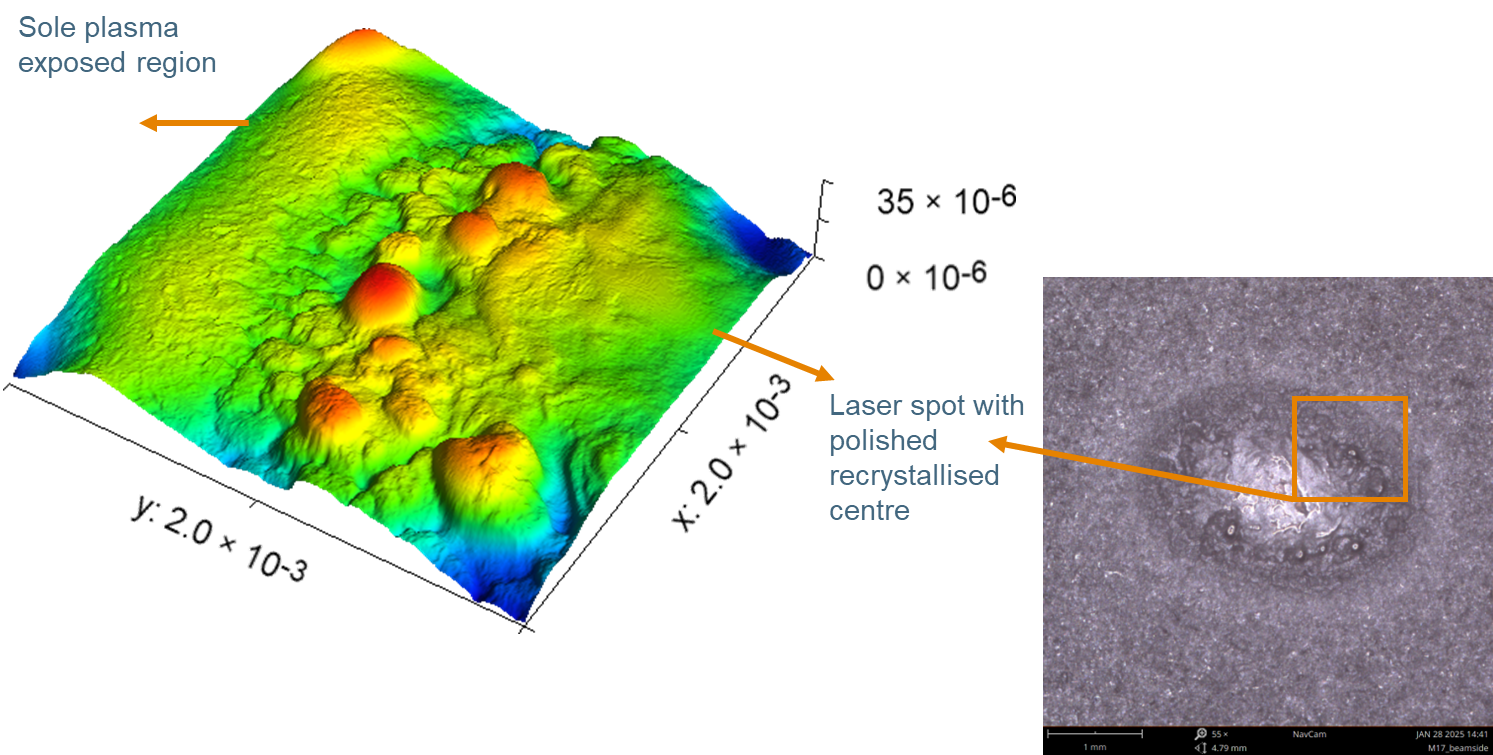 Sole plasma
exposed region
35 × 10-6
0 × 10-6
x: 2.0 × 10-3
y: 2.0 × 10-3
Laser spot with
polished
recrystallised
centre
1 mm
55 ×
4.79 mm
NavCam
JAN 28 2025 14:41
M17_beamside